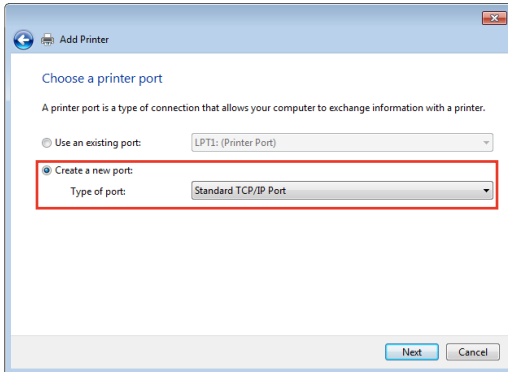 Add Printer
Choose a printer port
A printer port is a type of connection that allows your computer to exchange information with a printer.
Use an existing port: LPT1: (Printer Port)
Create a new port:
Type of port: Standard TCP/IP Port
Next Cancel